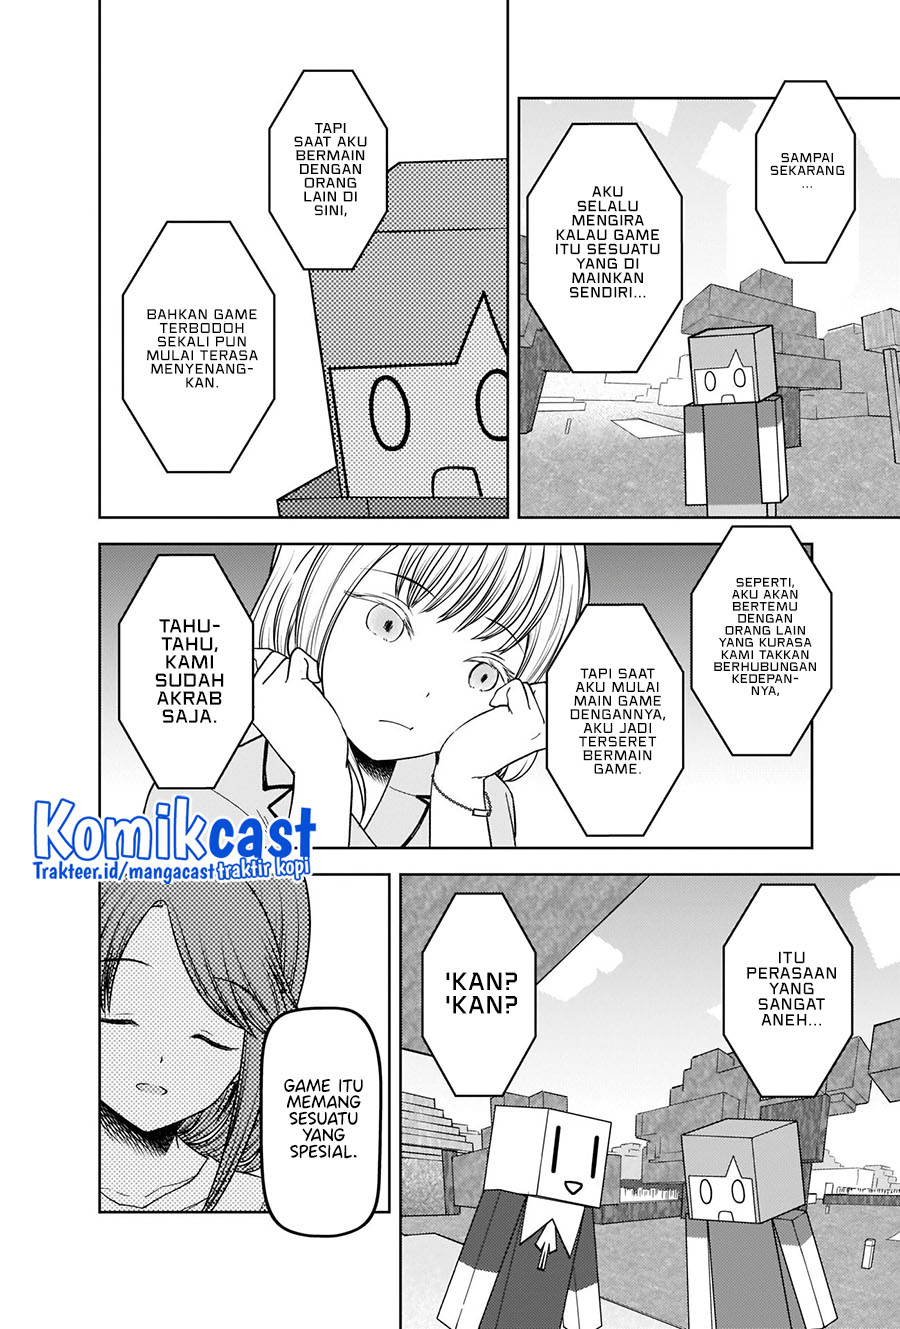 SAMPAI
SEKARANG
...
AKU
SELALU
MENGIRA
KALAU GAME
ITU SESUATU
YANG DI
MAINKAN
SENDIRI...
TAPI
SAAT AKU
BERMAIN
DENGAN
ORANG
LAIN DI
SINI,
BAHKAN GAME
TERBODOH
SEKALI PUN
MULAI TERASA
MENYENANG-
KAN.
SEPERTI,
AKU AKAN
BERTEMU
DENGAN
ORANG LAIN
YANG KURASA
KAMI TAKKAN
BERHUBUNGAN
KEDEPAN-
NYA,
TAPI SAAT
AKU MULAI
MAIN GAME
DENGANNYA,
AKU JADI
TERSERET
BERMAIN
GAME.
TAHU-
TAHU,
KAMI
SUDAH
AKRAB
SAJA.
Komikcast
Trakteer.id/mangacast traktir kopi
ITU
PERASAAN
YANG
SANGAT
ANEH...
'KAN?
'KAN?
GAME ITU
MEMANG
SESUATU
YANG
SPESIAL.